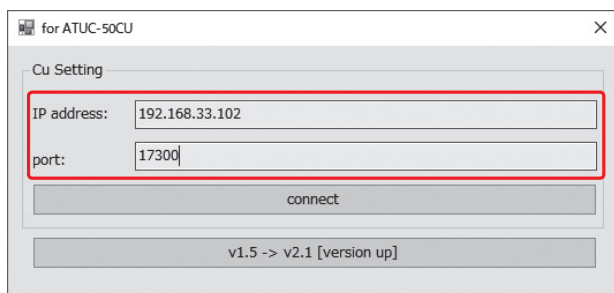 for ATUC-50CU
Cu Setting
IP address: 192.168.33.102
port: 17300
connect
v1.5 -> v2.1 [version up]